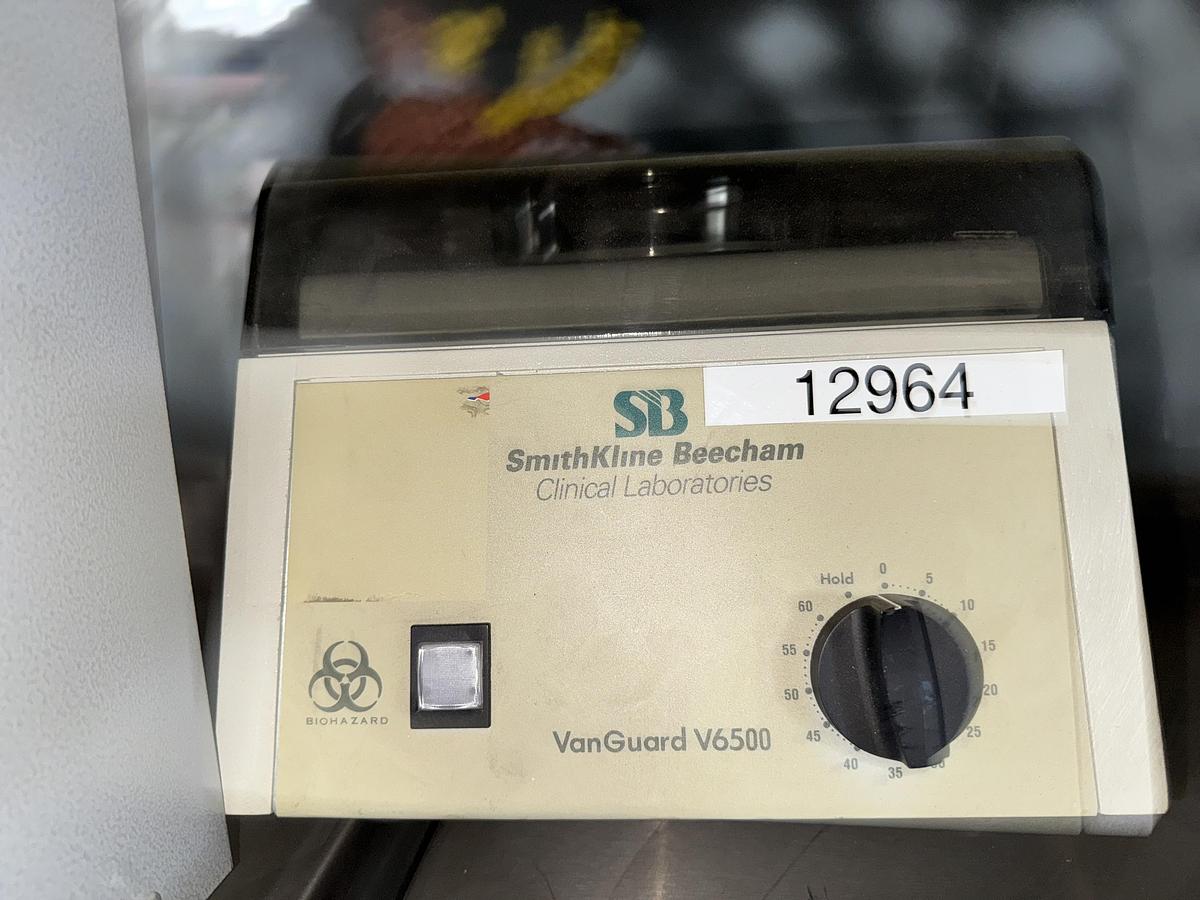 12964
SB
SmithKline Beecham
Clinical Laboratories
Hold
0
5
10
15
20
25
35
40
45
50
55
60
BIOHAZARD
VanGuard V6500